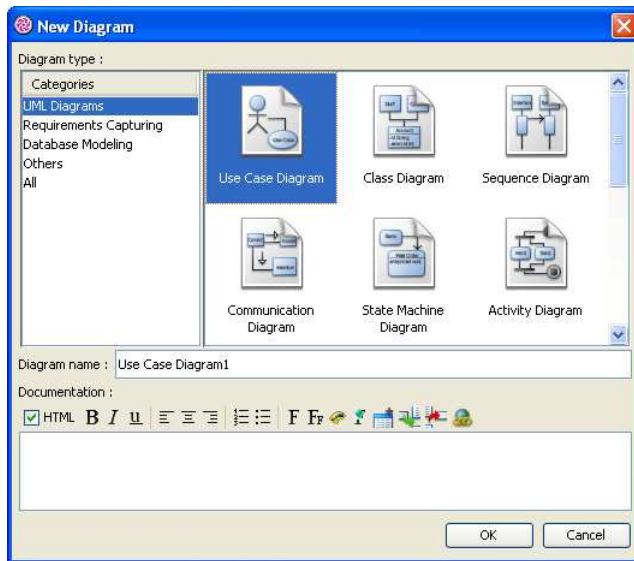 New Diagram
Diagram type :
Categories
UML Diagrams
Requirements Capturing
Database Modeling
Others
All
Use Case Diagram
Class Diagram
Sequence Diagram
Communication
Diagram
State Machine
Diagram
Activity Diagram
Diagram name : Use Case Diagram1
Documentation :
HTML B I u F FF
OK Cancel